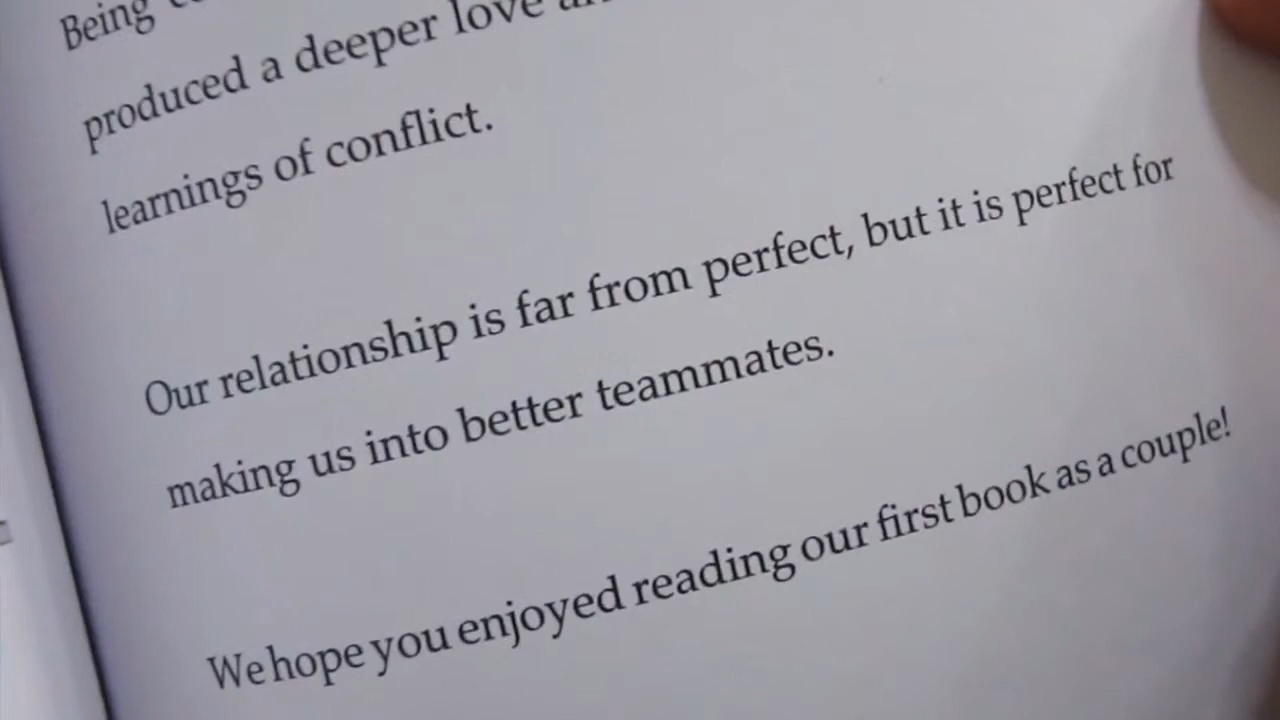 Being
produced a deeper love
learnings of conflict.
Our relationship is far from perfect, but it is perfect for
making us into better teammates.
We hope you enjoyed reading our first book as a couple!